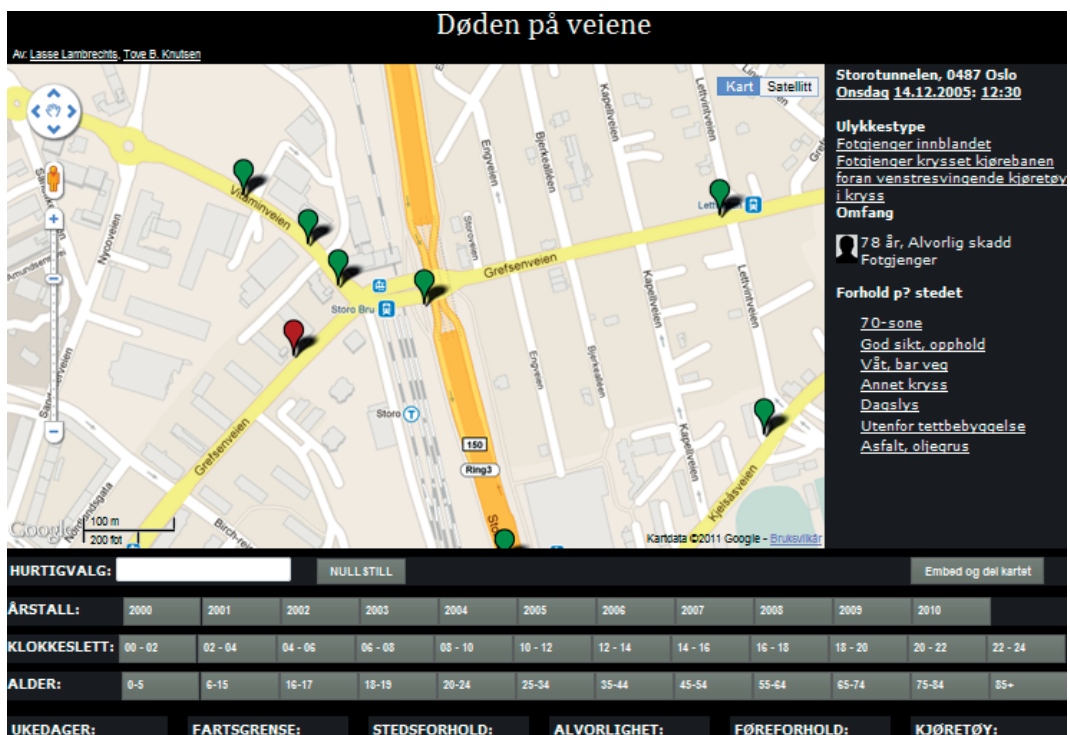 Døden på veiene
Av: Lasse Lambrechts, Tove B. Knutsen
Kart Satellitt
Vitaminveien
Nycoveien
Grefsenveien
Grefsenveien
Storo Bru
Storo
Engveien
Engveien
Storoveien
Bjerkealléen
Bjerkealléen
Kapellveien
Kapellveien
Kapellveien
Lettvintveien
Lettvintveien
Kjelsåsveien
150
Ring3
Google
100 m
200 fot
Kartdata ©2011 Google - Bruksvilkår
Storotunnelen, 0487 Oslo
Onsdag 14.12.2005: 12:30
Ulykkestype
Fotgjenger innblandet
Fotgjenger krysset kjørebanen
foran venstresvingende kjøretøy
i kryss
Omfang
78 år, Alvorlig skadd
Fotgjenger
Forhold p? stedet
70-sone
God sikt, opphold
Våt, bar veg
Annet kryss
Dagslys
Utenfor tettbebyggelse
Asfalt, oljegrus
HURTIGVALG: NULLSTILL Embed og del kartet
ÅRSTALL: 2000 2001 2002 2003 2004 2005 2006 2007 2008 2009 2010
KLOKKESLETT: 00 - 02 02 - 04 04 - 06 06 - 08 08 - 10 10 - 12 12 - 14 14 - 16 16 - 18 18 - 20 20 - 22 22 - 24
ALDER: 0-5 6-15 16-17 18-19 20-24 25-34 35-44 45-54 55-64 65-74 75-84 85+
UKEDAGER: FARTSGRENSE: STEDSFORHOLD: ALVORLIGHET: FØREFORHOLD: KJØRETØY: